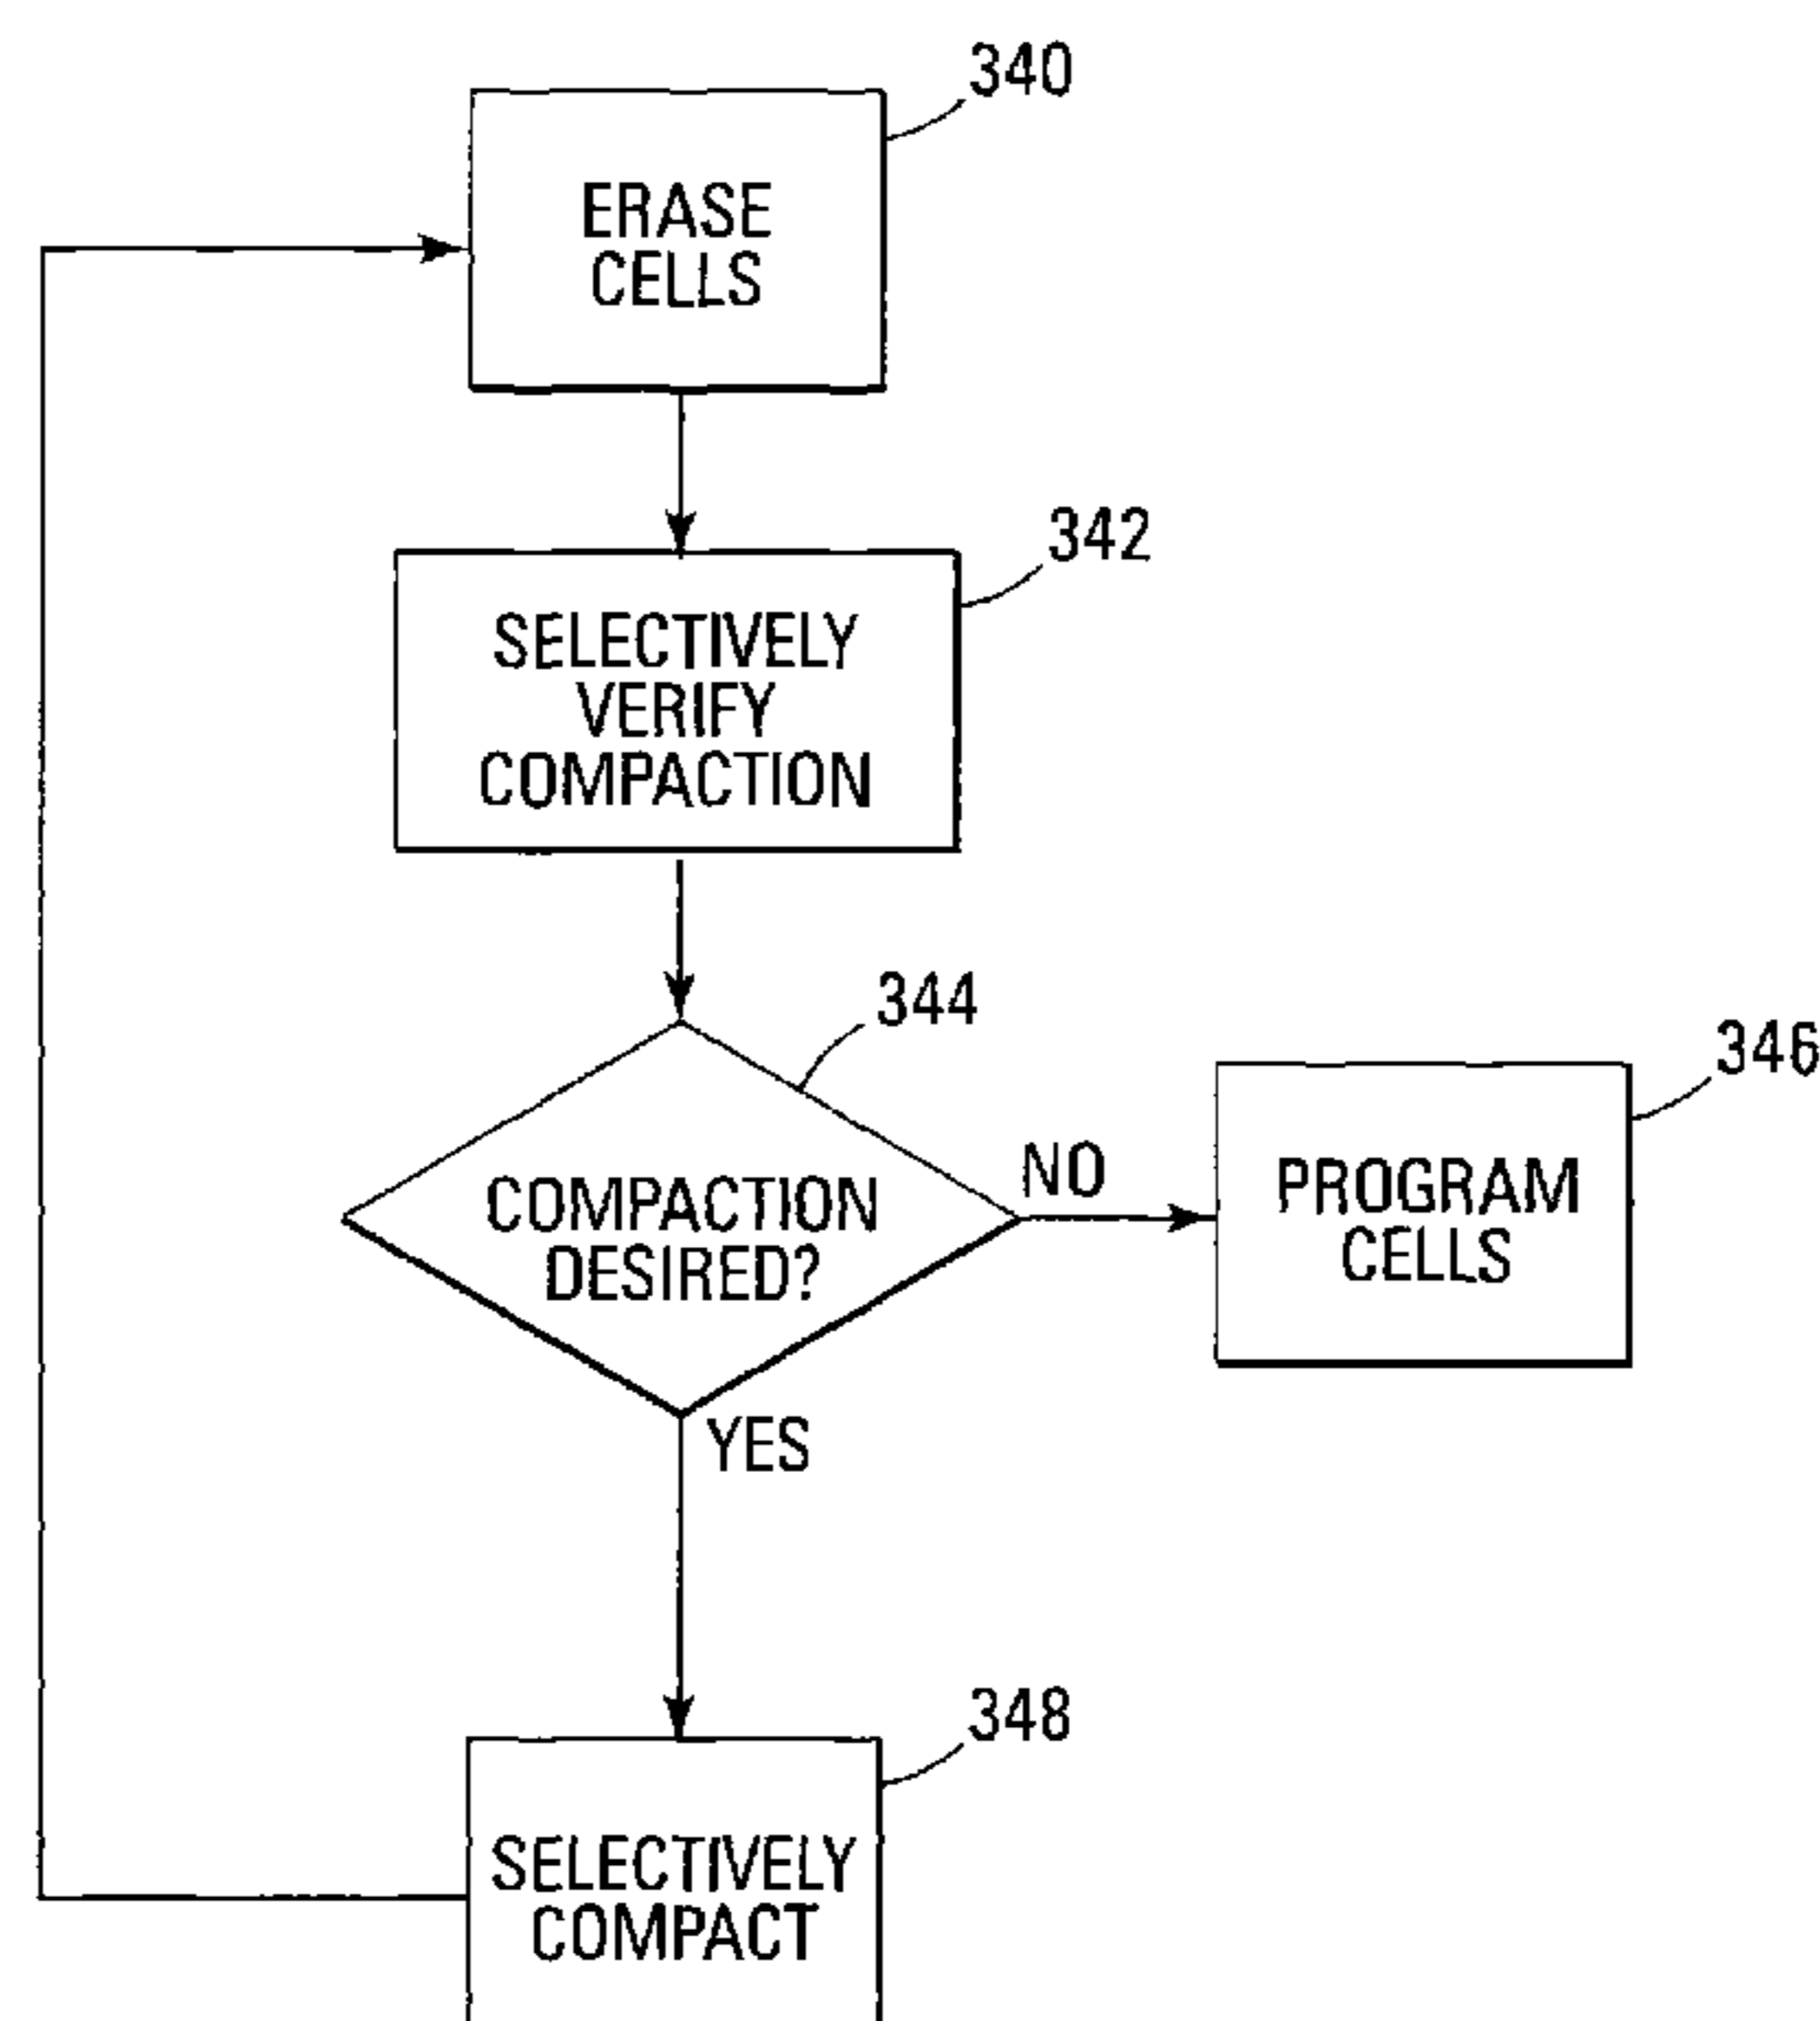 340
ERASE
CELLS
342
SELECTIVELY
VERIFY
COMPACTION
344
COMPACTION
DESIRED?
NO
346
PROGRAM
CELLS
YES
348
SELECTIVELY
COMPACT